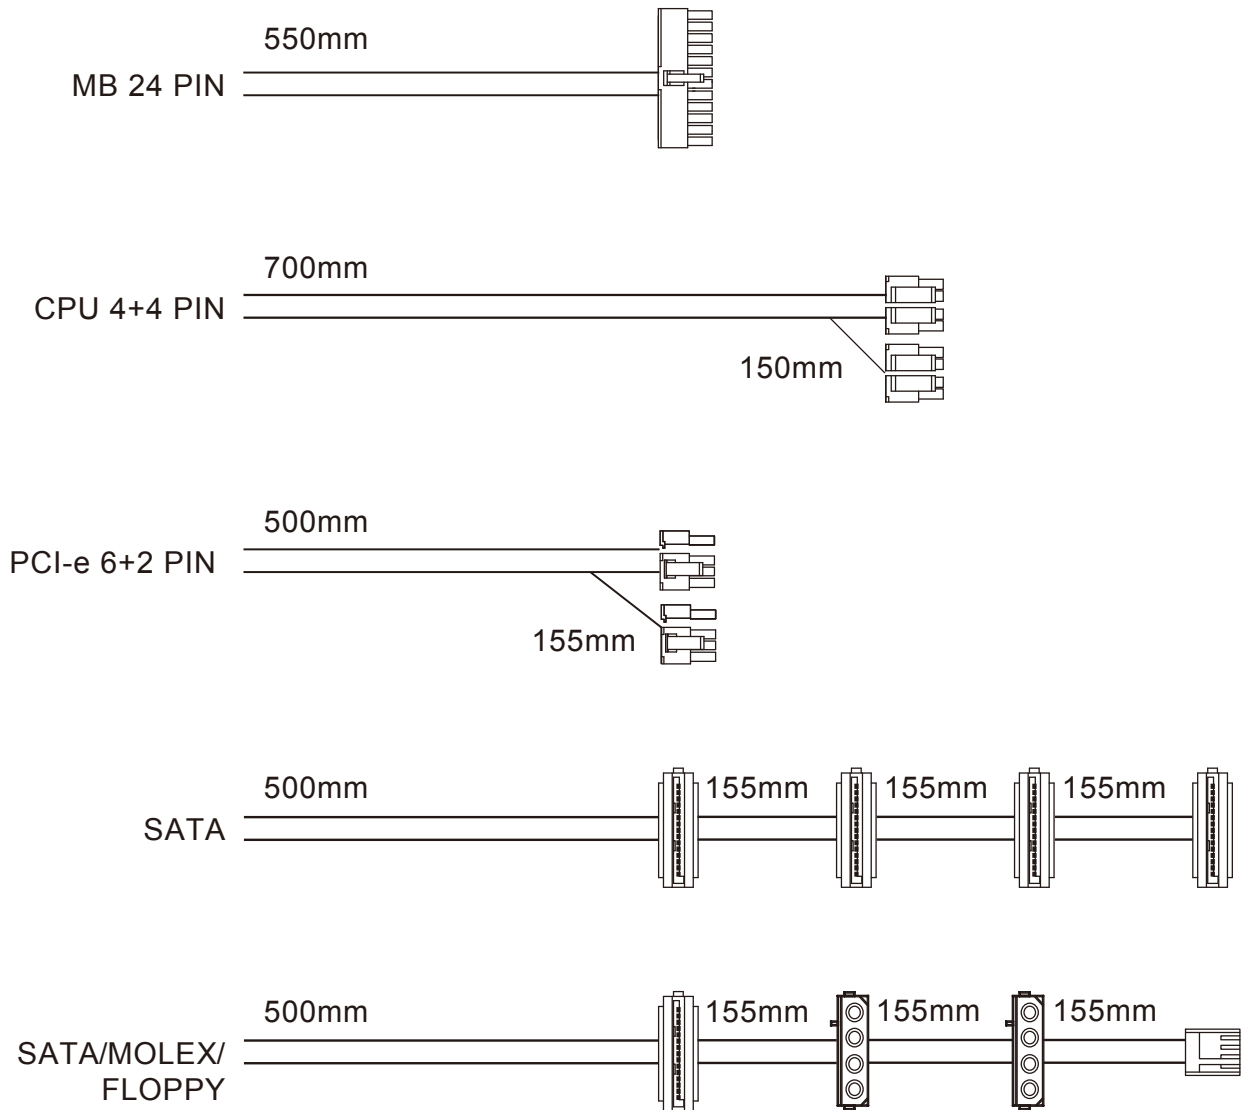 550mm
MB 24 PIN
700mm
CPU 4+4 PIN
150mm
500mm
PCI-e 6+2 PIN
155mm
500mm 155mm 155mm 155mm
SATA
500mm 155mm 155mm 155mm
SATA/MOLEX/
FLOPPY